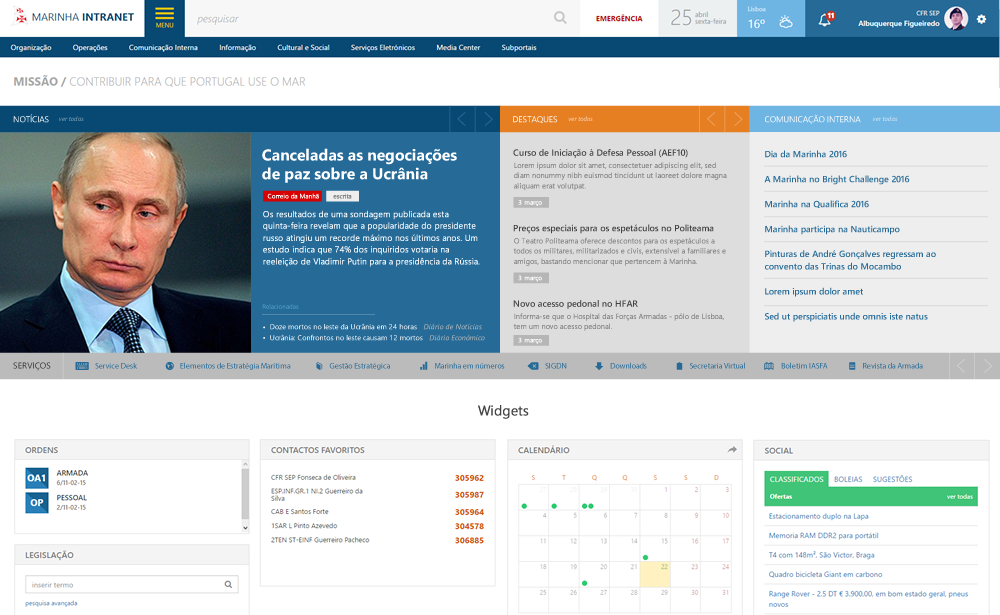 MARINHA INTRANET
MENU
pesquisar
EMERGÊNCIA
25 abril
sexta-feira
Lisboa
16º
11
CFR SEP
Albuquerque Figueiredo
Organização Operações Comunicação Interna Informação Cultural e Social Serviços Eletrónicos Media Center Subportais
MISSÃO / CONTRIBUIR PARA QUE PORTUGAL USE O MAR
NOTÍCIAS ver todas
Canceladas as negociações
de paz sobre a Ucrânia
Correio da Manhã escrita
Os resultados de uma sondagem publicada esta
quinta-feira revelam que a popularidade do presidente
russo atingiu um recorde máximo nos últimos anos. Um
estudo indica que 74% dos inquiridos votaria na
reeleição de Vladimir Putin para a presidência da Rússia.
Relacionadas
• Doze mortos no leste da Ucrânia em 24 horas Diário de Notícias
• Ucrânia: Confrontos no leste causam 12 mortos Diário Económico
DESTAQUES ver todas
Curso de Iniciação à Defesa Pessoal (AEF10)
Lorem ipsum dolor sit amet, consectetuer adipiscing elit, sed
diam nonummy nibh euismod tincidunt ut laoreet dolore magna
aliquam erat volutpat.
3 março
Preços especiais para os espetáculos no Politeama
O Teatro Politeama oferece descontos para os espetáculos a
todos os militares, militarizados e civis, extensível a familiares e
amigos, bastando mencionar que pertencem à Marinha.
3 março
Novo acesso pedonal no HFAR
Informa-se que o Hospital das Forças Armadas - pólo de Lisboa,
tem um novo acesso pedonal.
3 março
COMUNICAÇÃO INTERNA ver todas
Dia da Marinha 2016
A Marinha no Bright Challenge 2016
Marinha na Qualifica 2016
Marinha participa na Nauticampo
Pinturas de André Gonçalves regressam ao
convento das Trinas do Mocambo
Lorem ipsum dolor amet
Sed ut perspiciatis unde omnis iste natus
SERVIÇOS Service Desk Elementos de Estratégia Marítima Gestão Estratégica Marinha em números SIGDN Downloads Secretaria Virtual Boletim IASFA Revista da Armada
Widgets
ORDENS
OA1 ARMADA
6/11-02-15
OP PESSOAL
2/11-02-15
LEGISLAÇÃO
inserir termo
pesquisa avançada
CONTACTOS FAVORITOS
CFR SEP Fonseca de Oliveira 305962
ESP.INF.GR.1 NI.2 Guerreiro da
Silva 305987
CAB E Santos Forte 305964
1SAR L Pinto Azevedo 304578
2TEN ST-EINF Guerreiro Pacheco 306885
CALENDÁRIO
S T Q Q S S D
1 2 3
4 5 6 7 8 9 10
11 12 13 14 15 16 17
18 19 20 21 22 23 24
25 26 27 28 29 30 31
SOCIAL
CLASSIFICADOS BOLEIAS SUGESTÕES
Ofertas ver todas
Estacionamento duplo na Lapa
Memoria RAM DDR2 para portátil
T4 com 148m², São Victor, Braga
Quadro bicicleta Giant em carbono
Range Rover - 2.5 DT € 3.900,00, em bom estado geral, pneus
novos